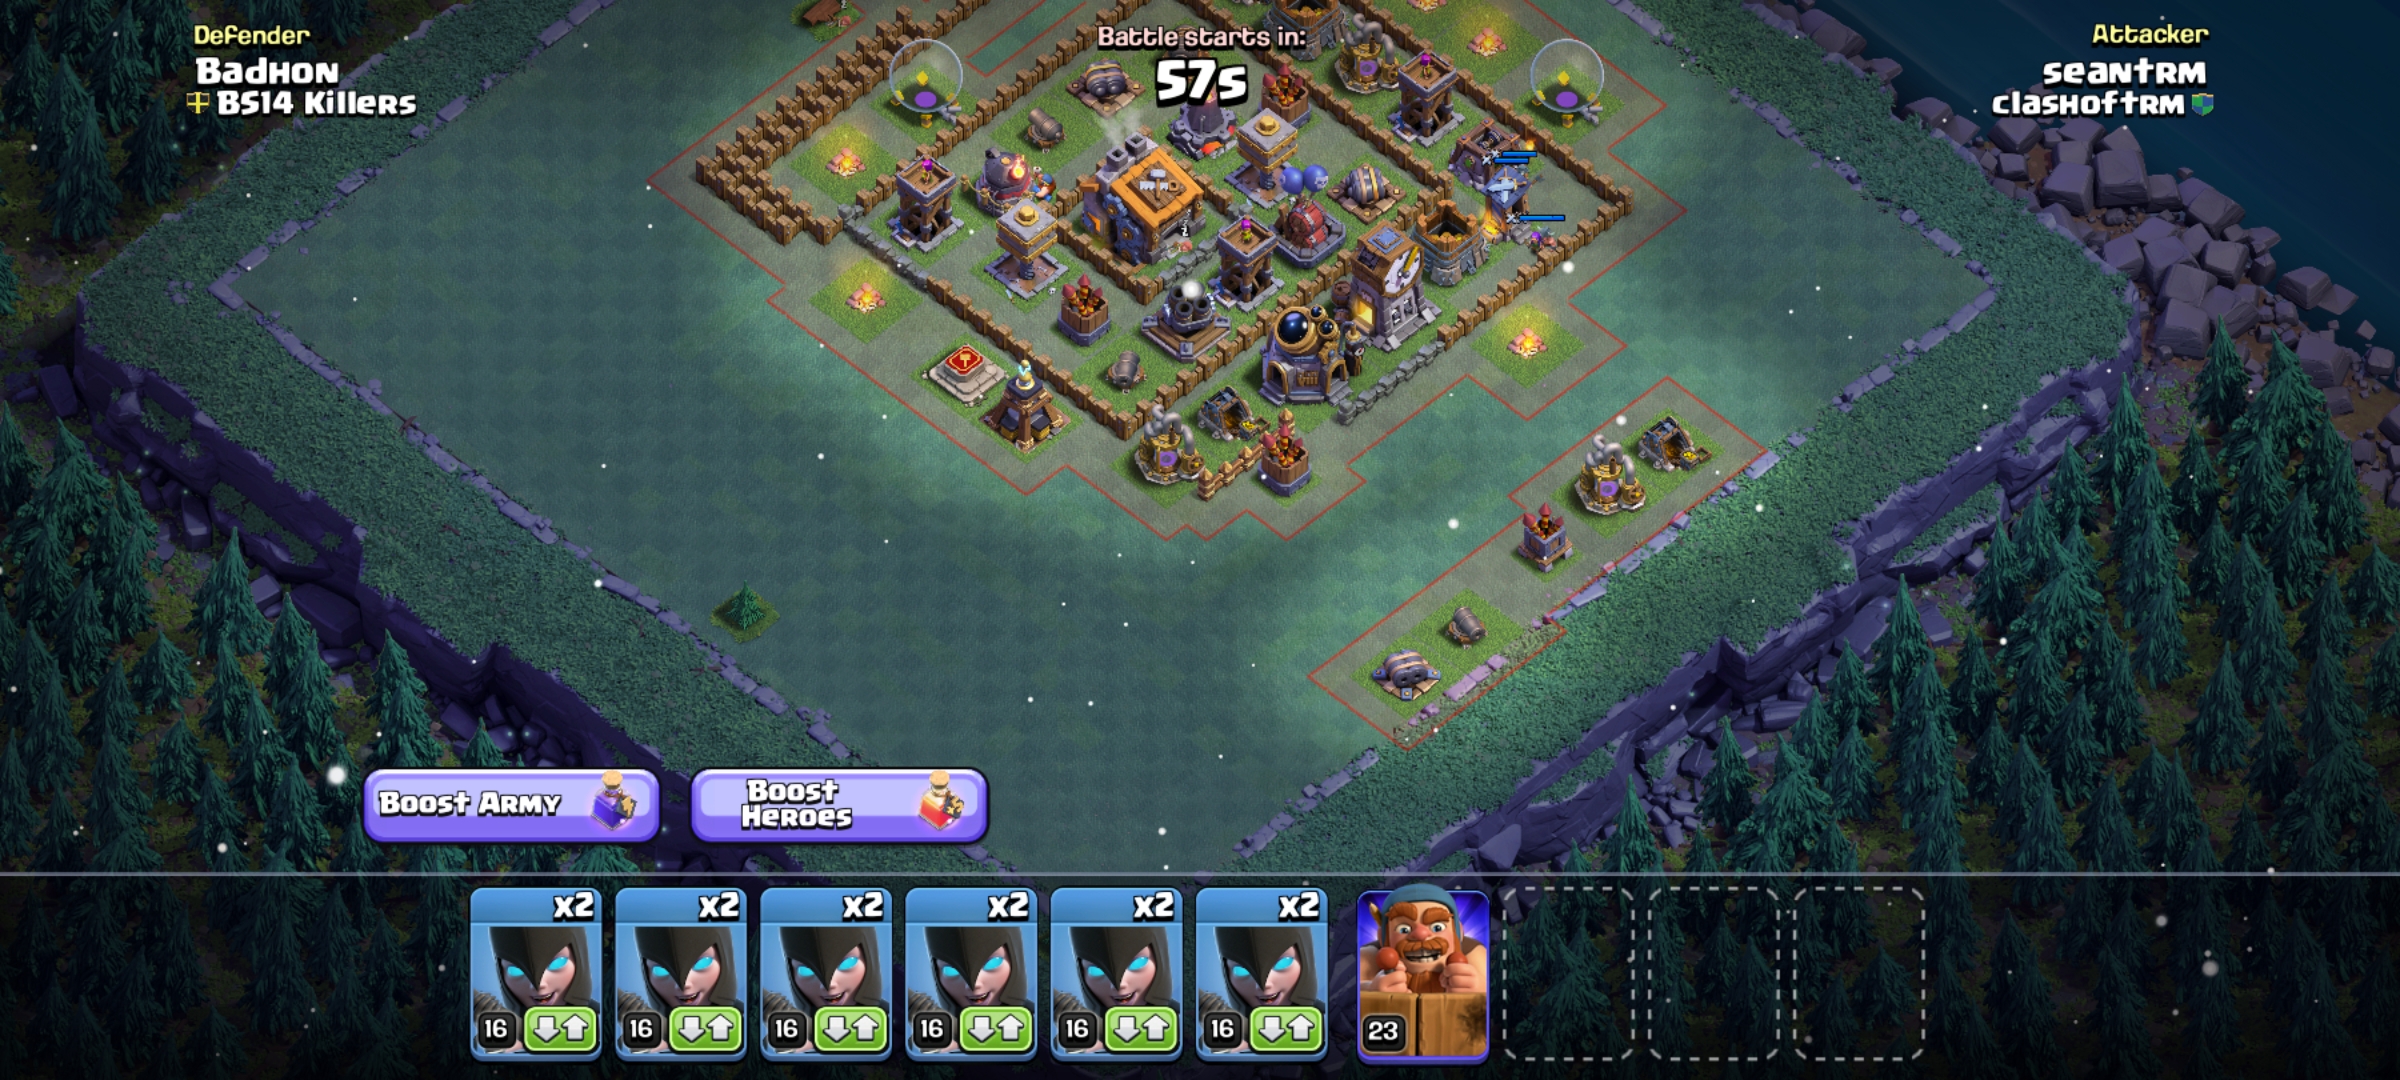 Defender
BadHON
BS14 Killers
Battle starts in:
57s
Attacker
seantRM
clashoftRM
Boost Army
Boost
Heroes
x2
x2
x2
x2
x2
x2
16
16
16
16
16
16
23